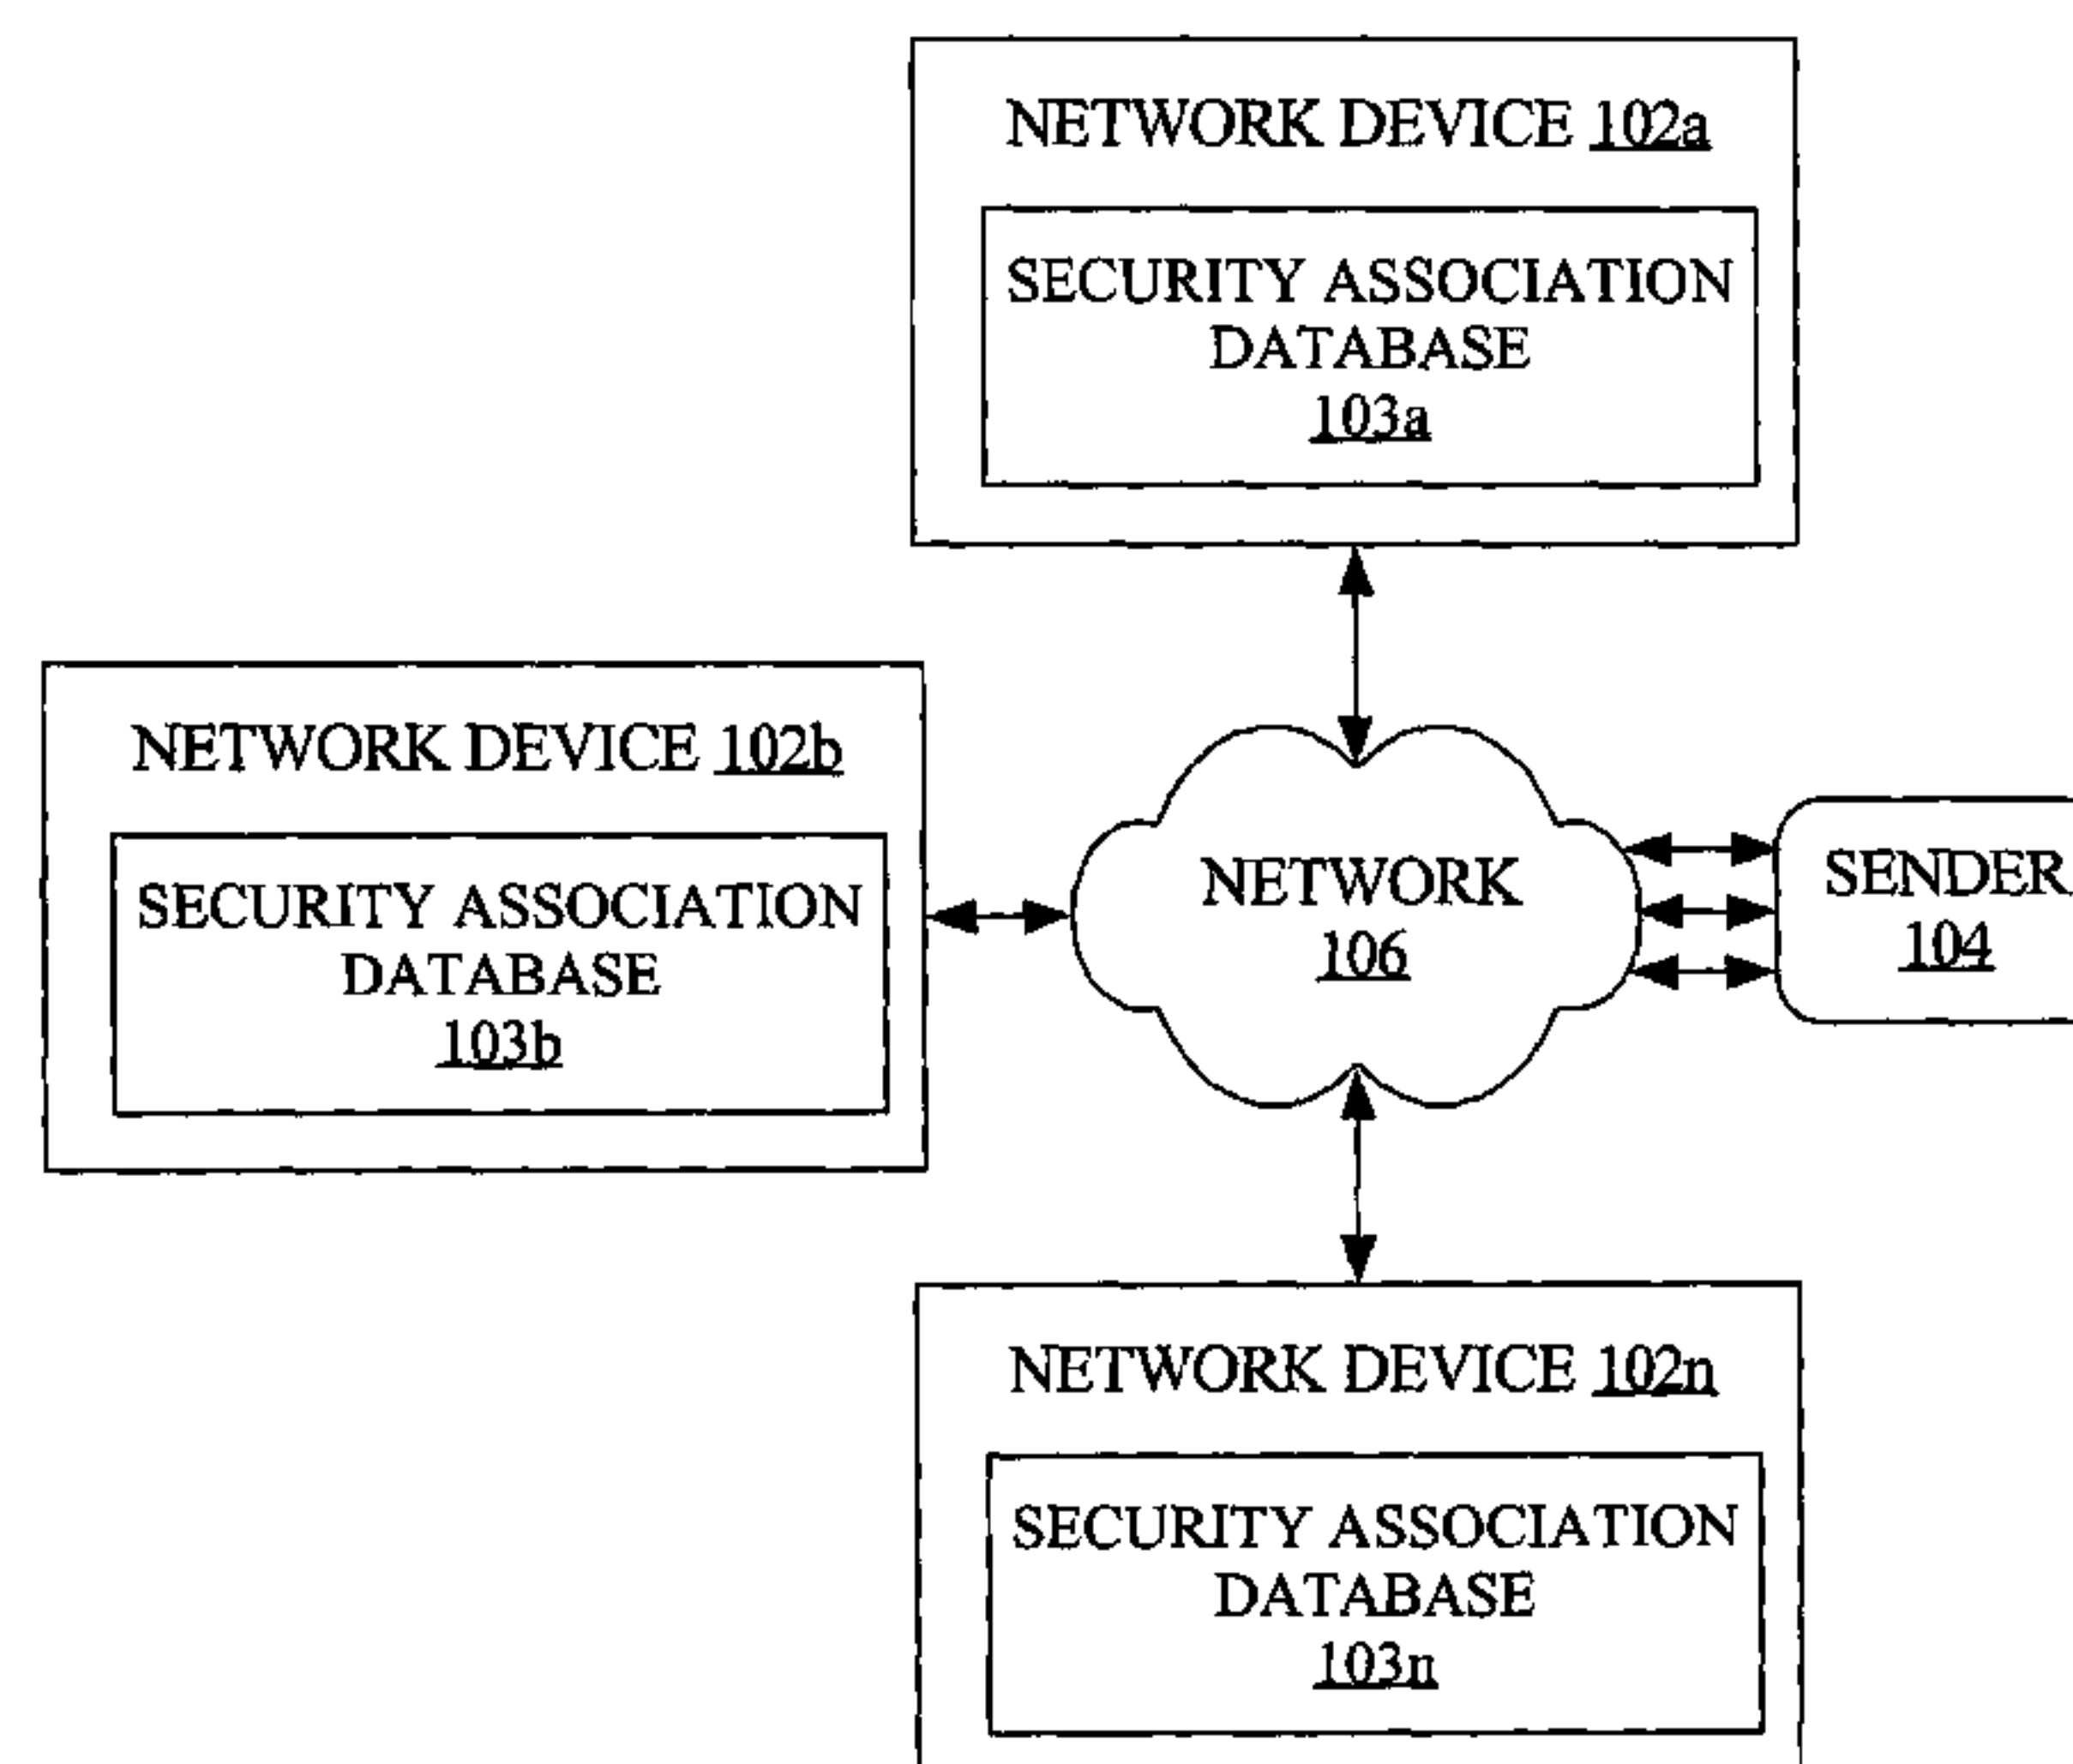 NETWORK DEVICE 102a
SECURITY ASSOCIATION
DATABASE
103a
NETWORK DEVICE 102b
SECURITY ASSOCIATION
DATABASE
103b
NETWORK
106
SENDER
104
NETWORK DEVICE 102n
SECURITY ASSOCIATION
DATABASE
103n